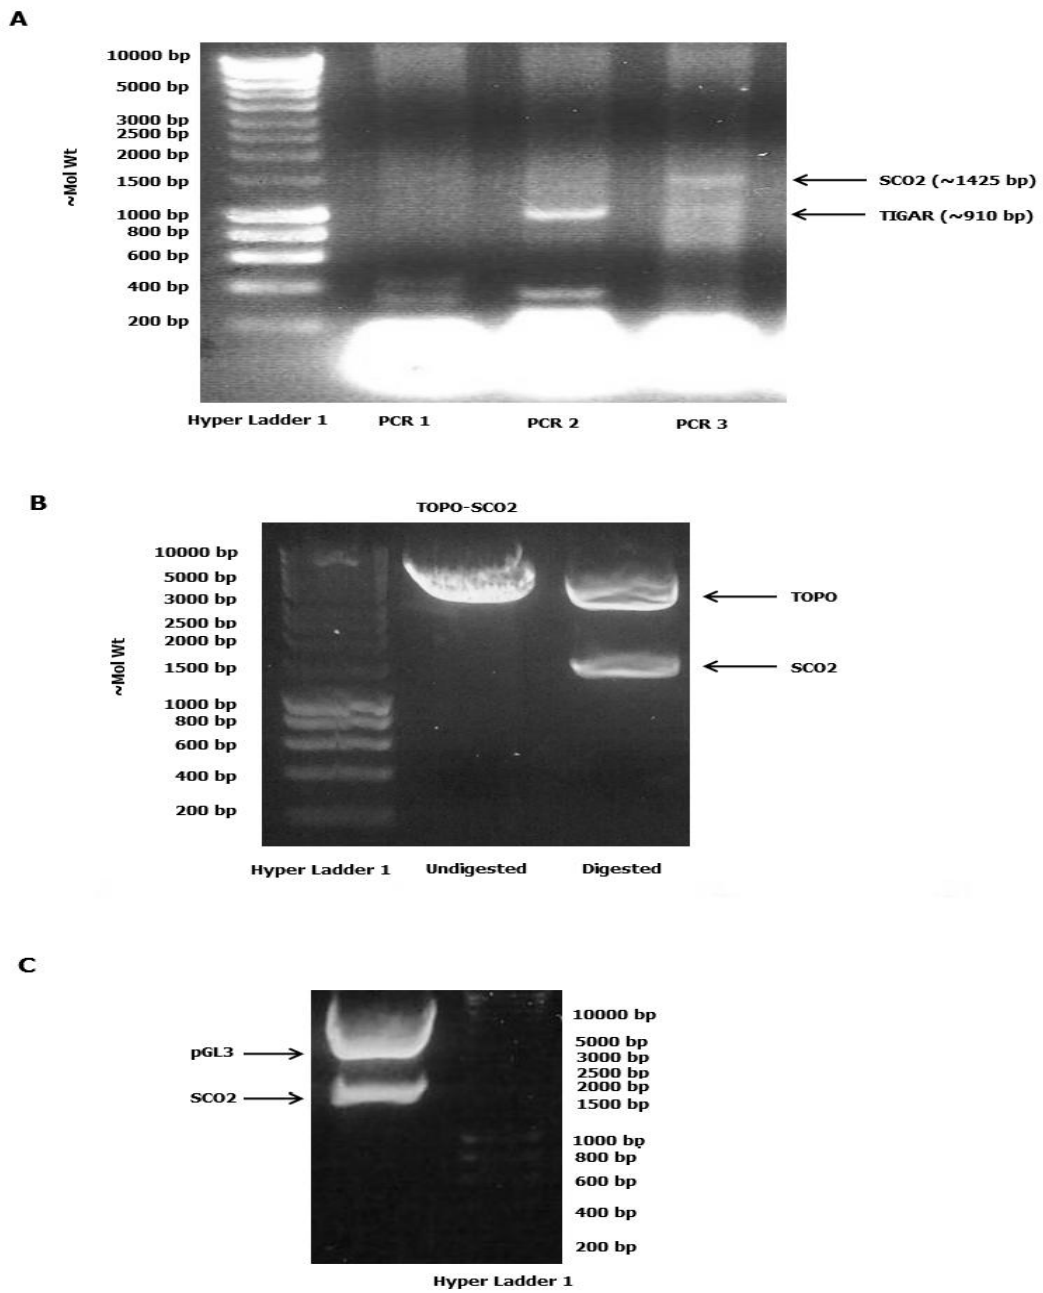 A
10000 bp
5000 bp
3000 bp
2500 bp
2000 bp
1500 bp
1000 bp
800 bp
600 bp
400 bp
200 bp
~Mol Wt
SCO2 (~1425 bp)
TIGAR (~910 bp)
Hyper Ladder 1 PCR 1 PCR 2 PCR 3
B
TOPO-SCO2
10000 bp
5000 bp
3000 bp
2500 bp
2000 bp
1500 bp
1000 bp
800 bp
600 bp
400 bp
200 bp
~Mol Wt
TOPO
SCO2
Hyper Ladder 1 Undigested Digested
C
pGL3
SCO2
10000 bp
5000 bp
3000 bp
2500 bp
2000 bp
1500 bp
1000 bp
800 bp
600 bp
400 bp
200 bp
Hyper Ladder 1